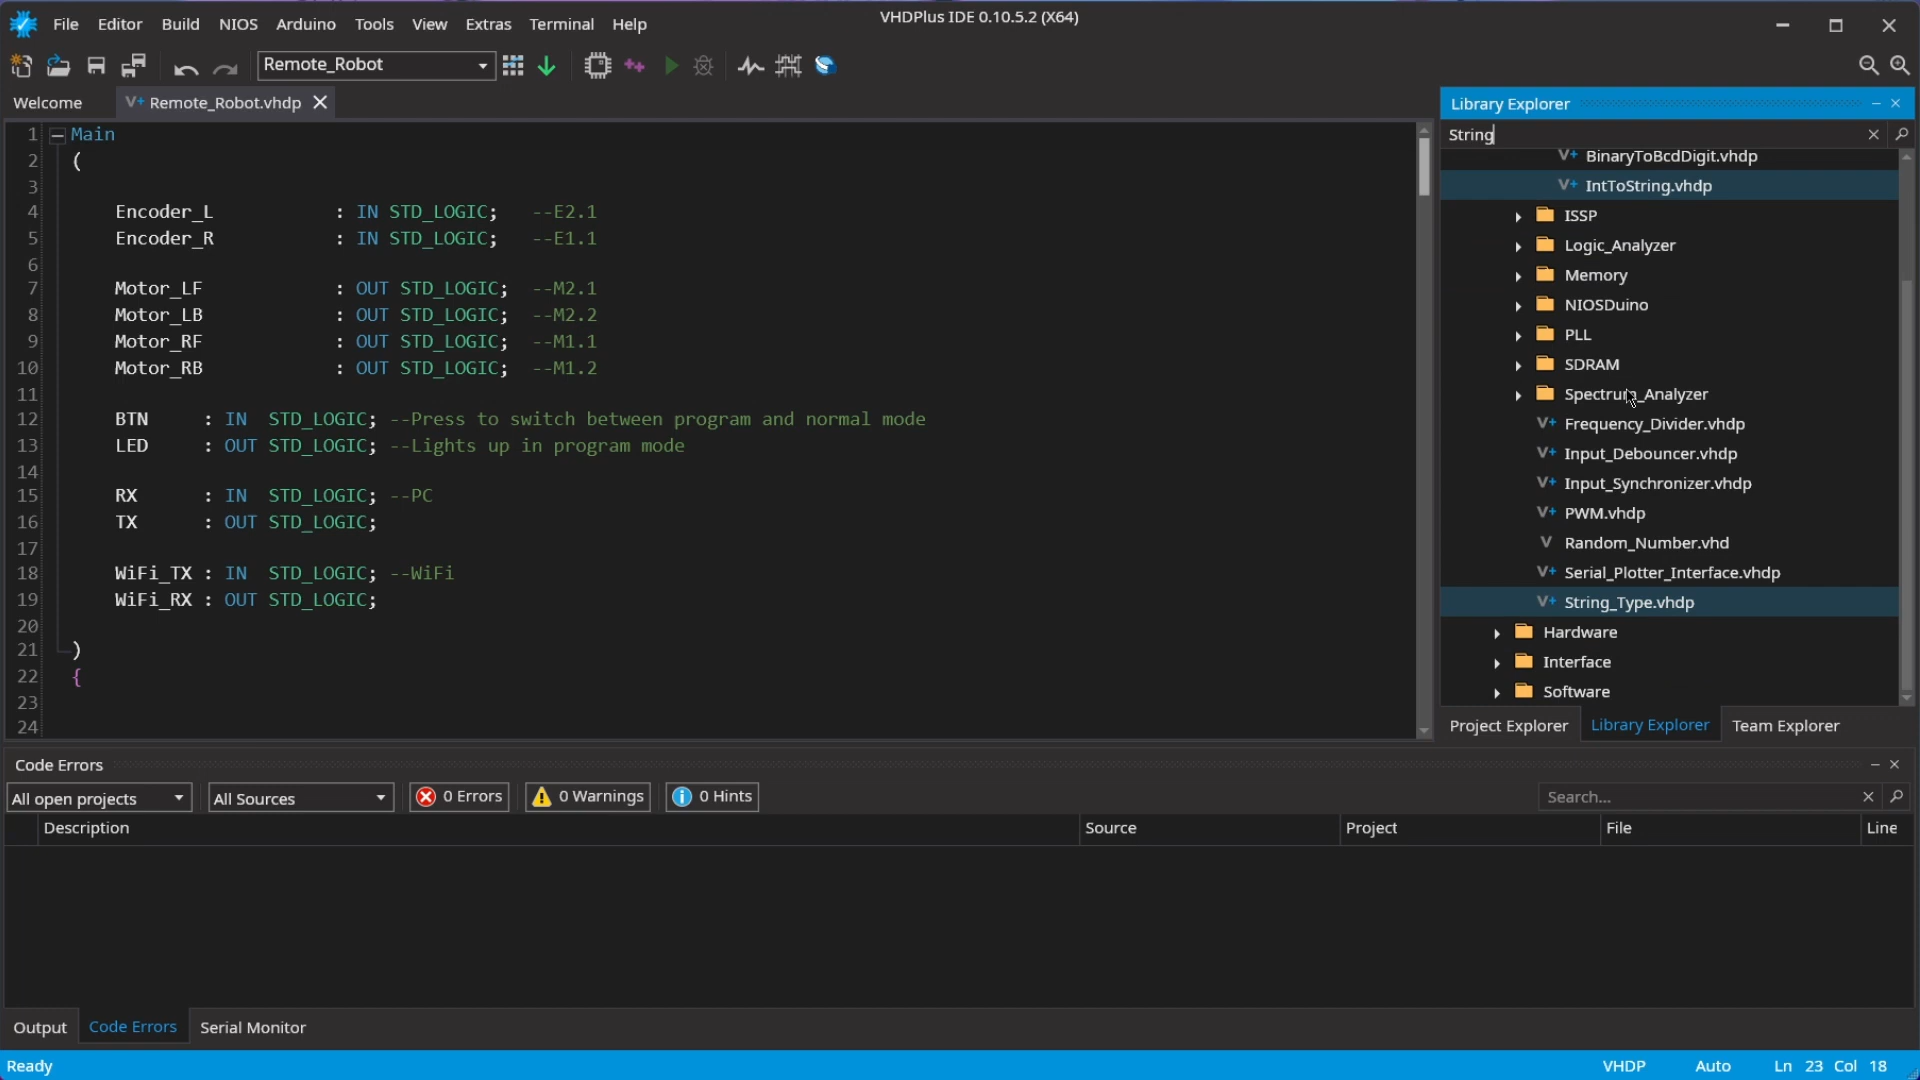 VHDPlus IDE 0.10.5.2 (X64)
File Editor Build NIOS Arduino Tools View Extras Terminal Help
Remote_Robot
Welcome V+ Remote_Robot.vhdp
1 Main
2 (
3
4 Encoder_L : IN STD_LOGIC; --E2.1
5 Encoder_R : IN STD_LOGIC; --E1.1
6
7 Motor_LF : OUT STD_LOGIC; --M2.1
8 Motor_LB : OUT STD_LOGIC; --M2.2
9 Motor_RF : OUT STD_LOGIC; --M1.1
10 Motor_RB : OUT STD_LOGIC; --M1.2
11
12 BTN : IN STD_LOGIC; --Press to switch between program and normal mode
13 LED : OUT STD_LOGIC; --Lights up in program mode
14
15 RX : IN STD_LOGIC; --PC
16 TX : OUT STD_LOGIC;
17
18 WiFi_TX : IN STD_LOGIC; --WiFi
19 WiFi_RX : OUT STD_LOGIC;
20
21 )
22 {
23
24
Library Explorer
String
V+ BinaryToBcdDigit.vhdp
V+ IntToString.vhdp
ISSP
Logic_Analyzer
Memory
NIOSDuino
PLL
SDRAM
Spectrum_Analyzer
V+ Frequency_Divider.vhdp
V+ Input_Debouncer.vhdp
V+ Input_Synchronizer.vhdp
V+ PWM.vhdp
V Random_Number.vhd
V+ Serial_Plotter_Interface.vhdp
V+ String_Type.vhdp
Hardware
Interface
Software
Project Explorer Library Explorer Team Explorer
Code Errors
All open projects All Sources 0 Errors 0 Warnings 0 Hints Search...
Description Source Project File Line
Output Code Errors Serial Monitor
Ready VHDP Auto Ln 23 Col 18